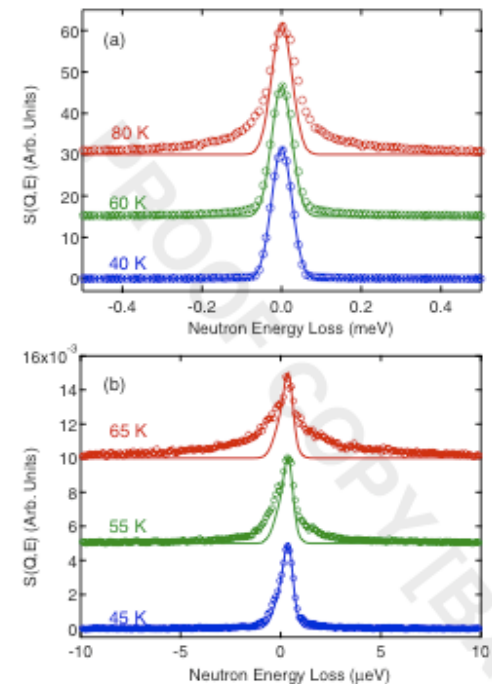 (a)
60
50
40
30
20
10
0
S(Q,E) (Arb. Units)
80 K
60 K
40 K
-0.4
-0.2
0.0
0.2
0.4
Neutron Energy Loss (meV)
16x10-3
14
12
10
8
6
4
2
0
S(Q,E) (Arb. Units)
(b)
65 K
55 K
45 K
-10
-5
0
5
10
Neutron Energy Loss (µeV)
PROOF COPY [B